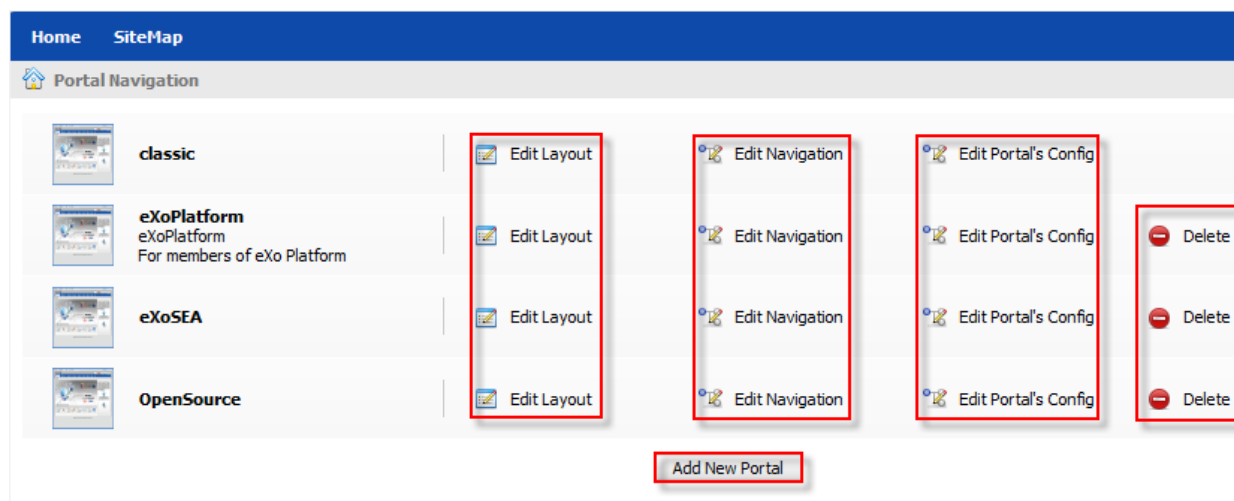 Home SiteMap
Portal Navigation
classic Edit Layout Edit Navigation Edit Portal's Config
eXoPlatform
eXoPlatform Edit Layout Edit Navigation Edit Portal's Config Delete
For members of eXo Platform
eXoSEA Edit Layout Edit Navigation Edit Portal's Config Delete
OpenSource Edit Layout Edit Navigation Edit Portal's Config Delete
Add New Portal